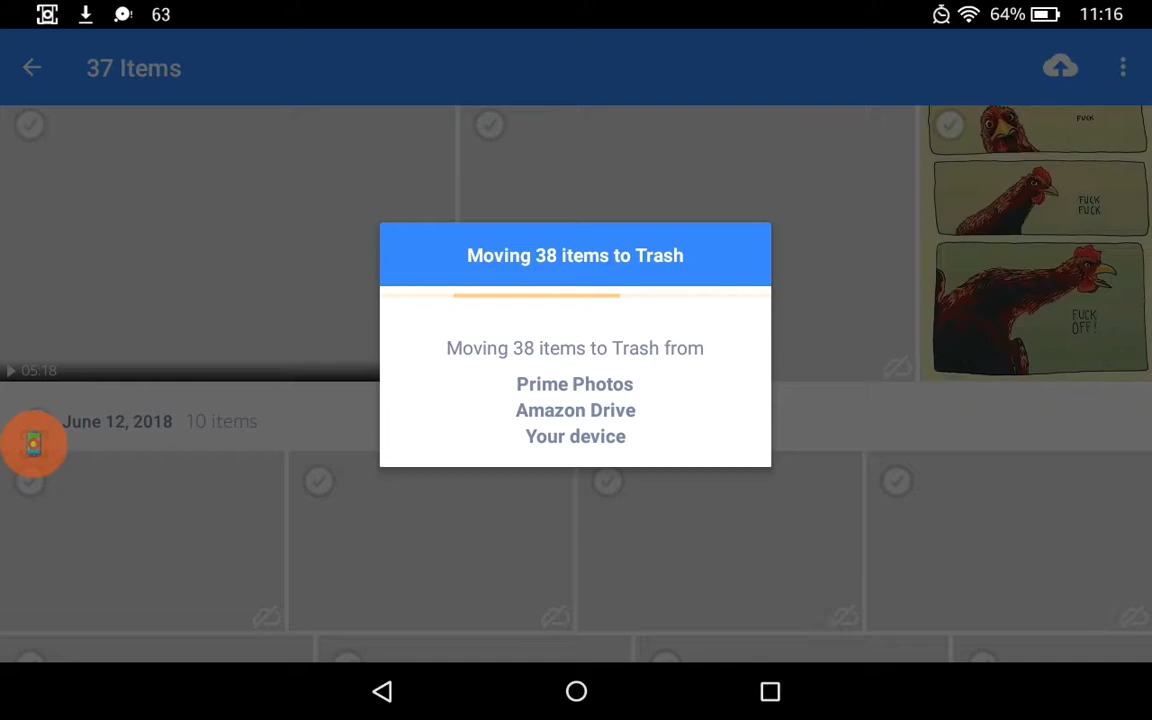 63
64%
11:16
37 Items
FUCK
FUCK
FUCK
FUCK
OFF!
Moving 38 items to Trash
Moving 38 items to Trash from
Prime Photos
Amazon Drive
Your device
05:18
June 12, 2018 10 items